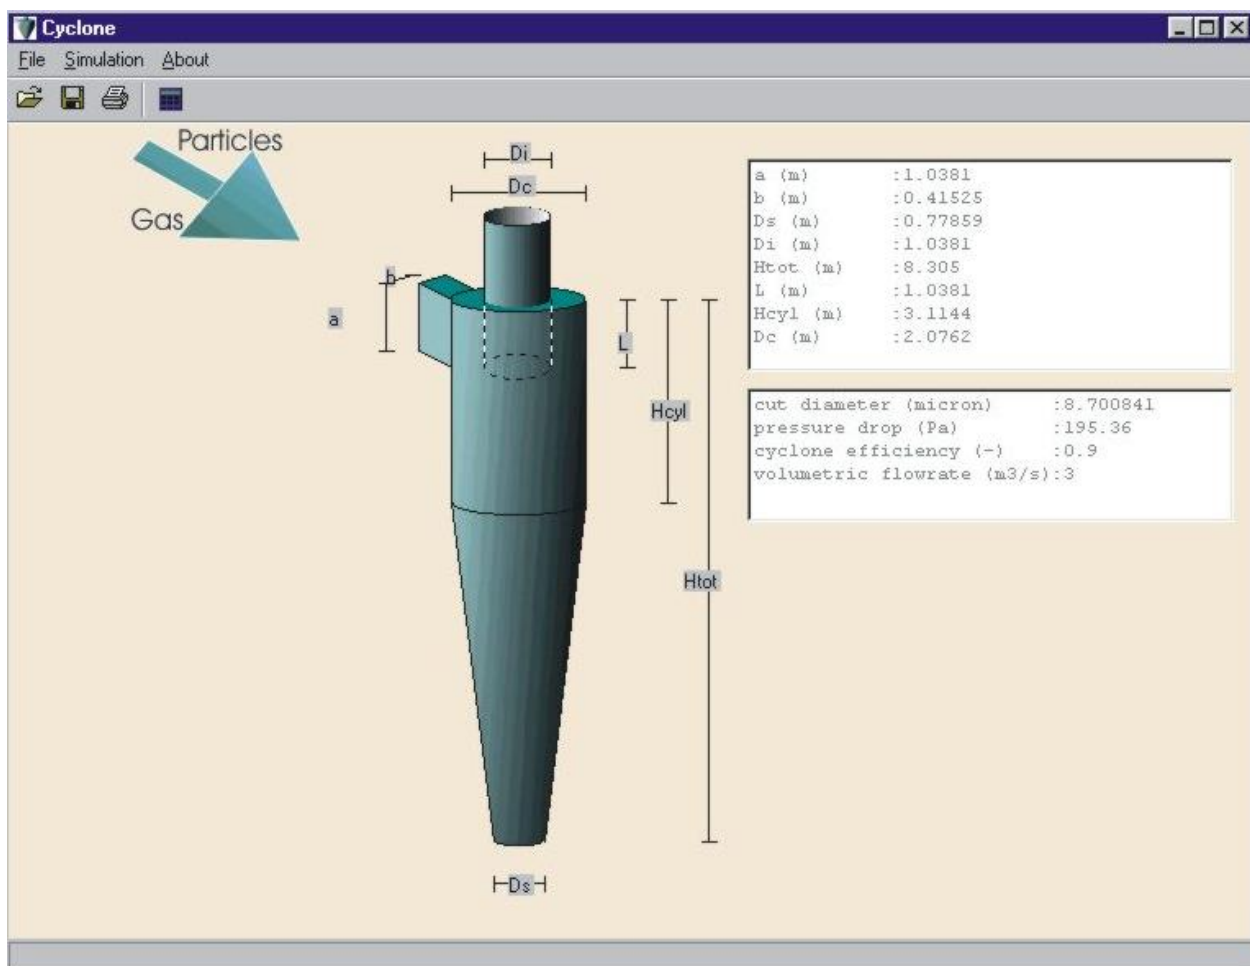 Cyclone
File Simulation About
Particles
Gas
Di
Dc
b
a
L
Hcyl
Htot
Ds
a (m) :1.0381
b (m) :0.41525
Ds (m) :0.77859
Di (m) :1.0381
Htot (m) :8.305
L (m) :1.0381
Hcyl (m) :3.1144
Dc (m) :2.0762
cut diameter (micron) :8.700841
pressure drop (Pa) :195.36
cyclone efficiency (-) :0.9
volumetric flowrate (m3/s):3